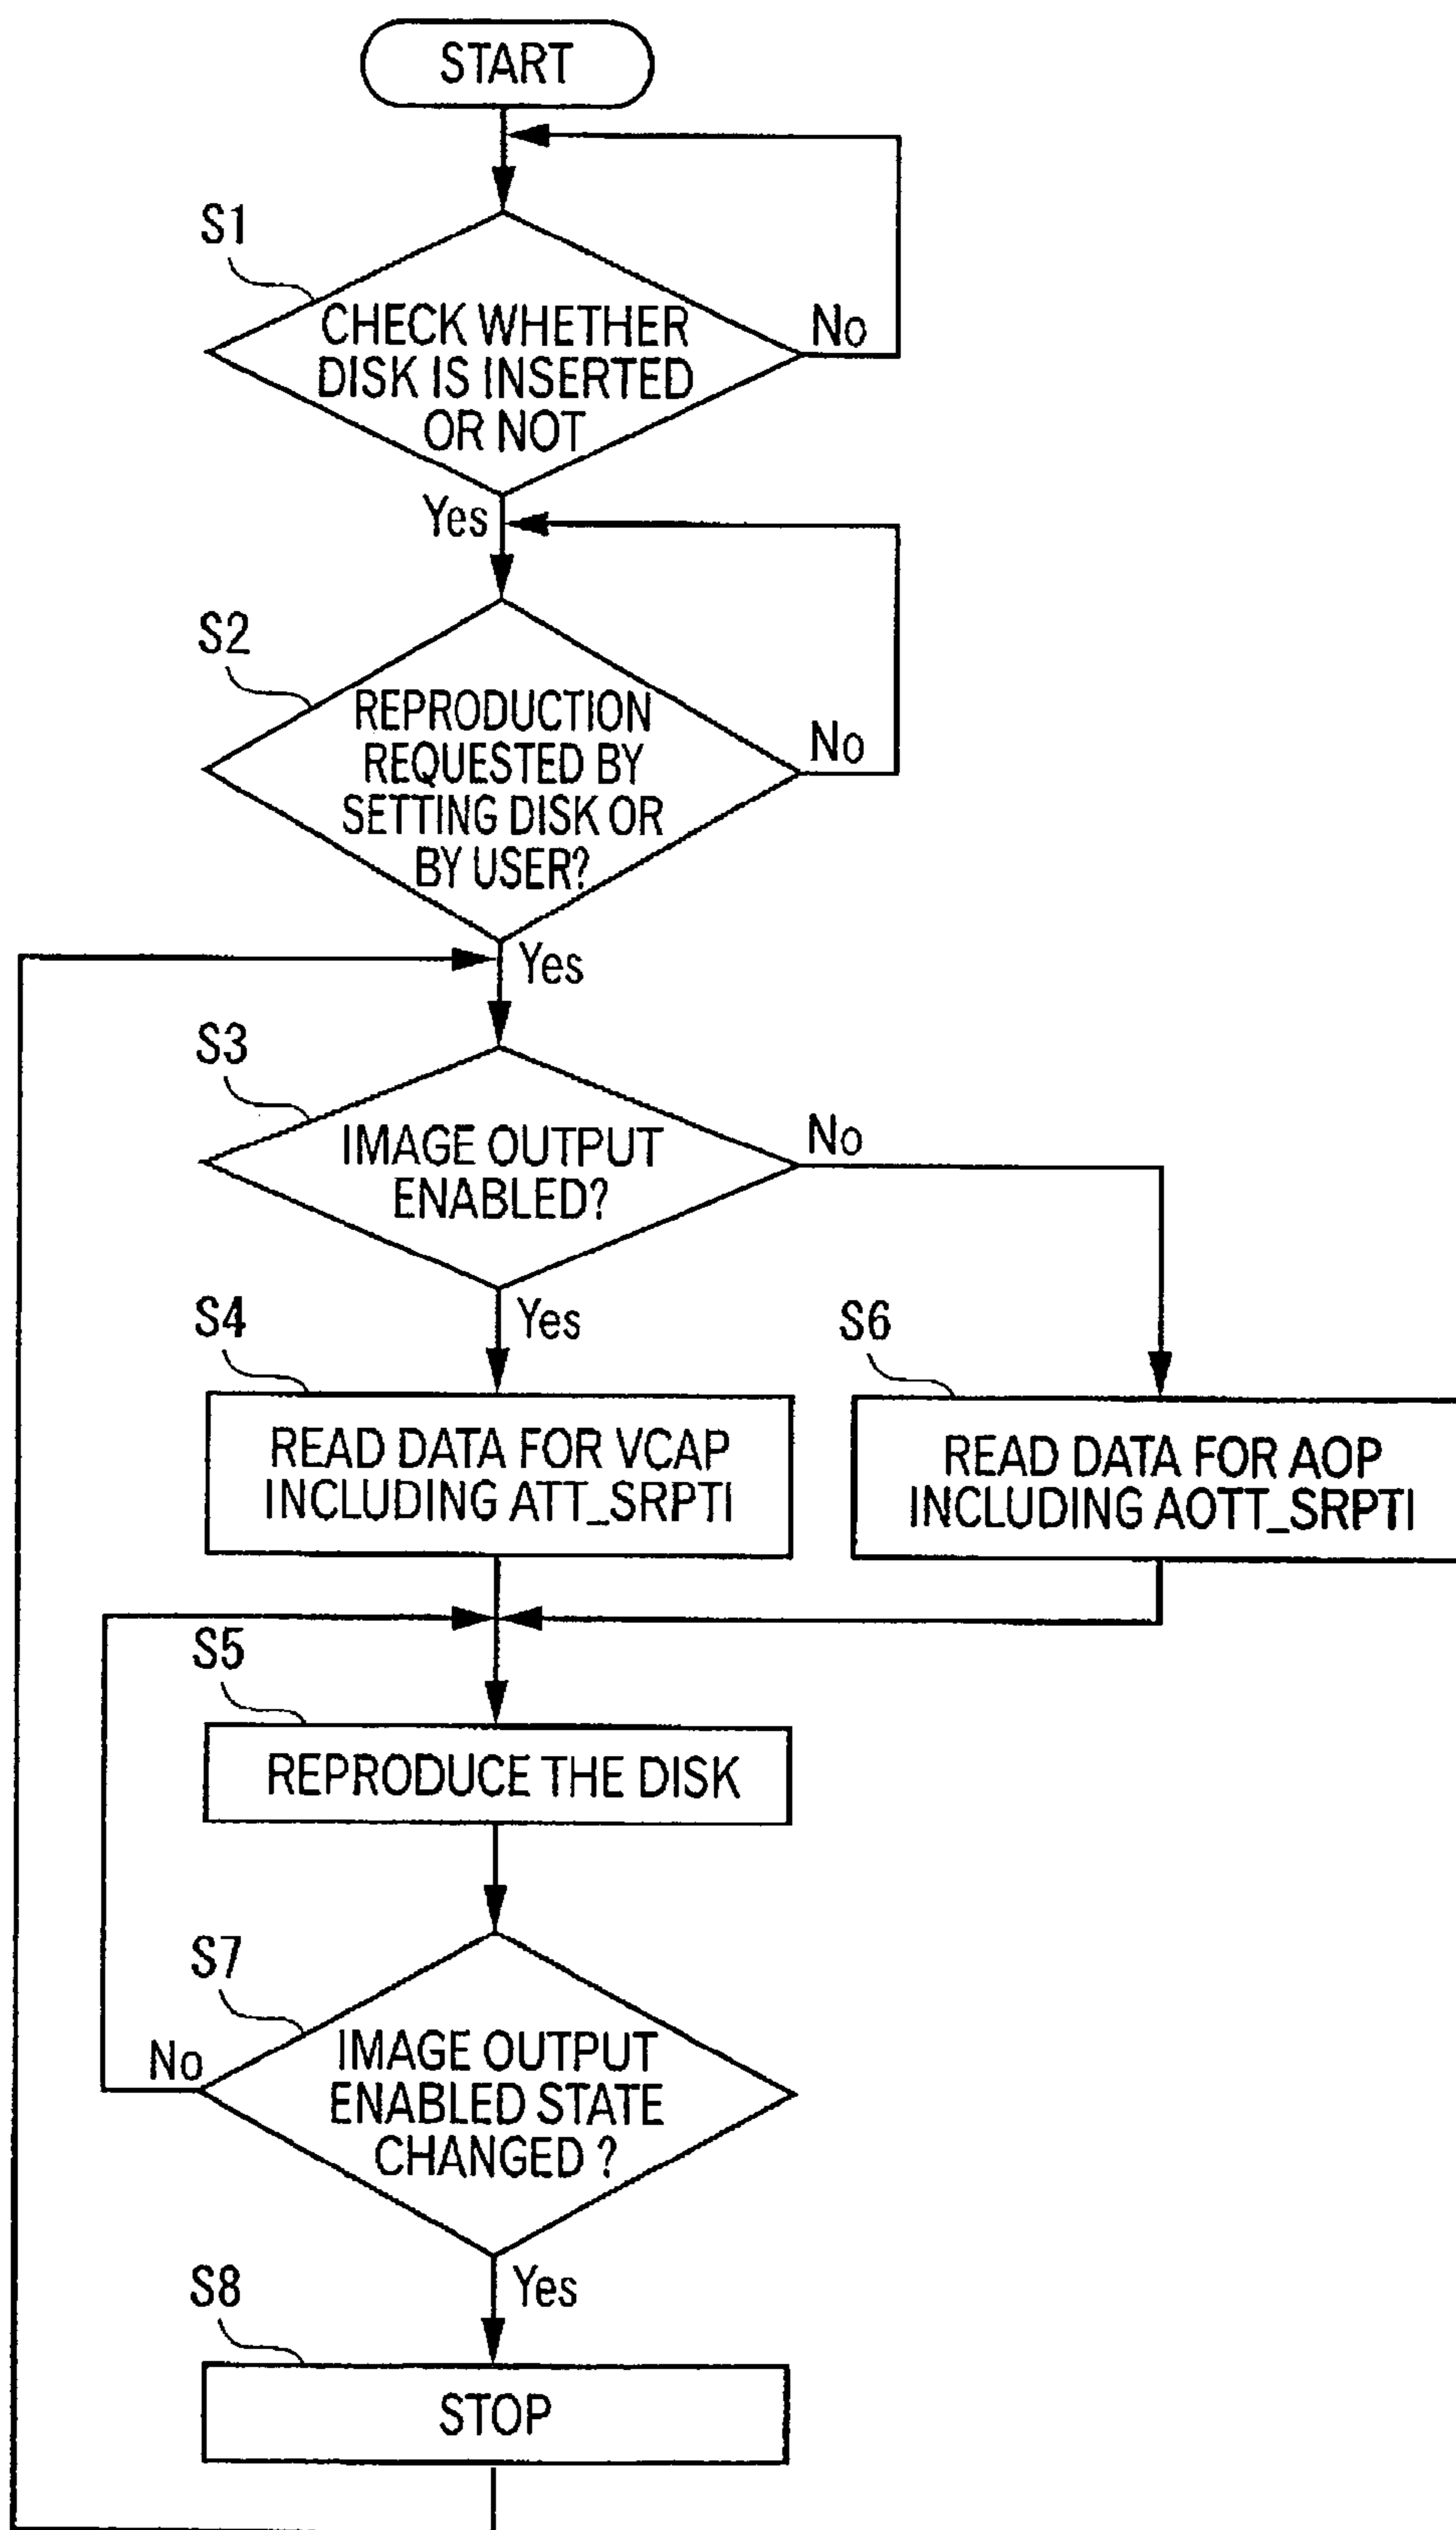 START
S1
CHECK WHETHER
DISK IS INSERTED
OR NOT
No
Yes
S2
REPRODUCTION
REQUESTED BY
SETTING DISK OR
BY USER?
No
Yes
S3
IMAGE OUTPUT
ENABLED?
No
Yes
S4
READ DATA FOR VCAP
INCLUDING ATT_SRPTI
S6
READ DATA FOR AOP
INCLUDING AOTT_SRPTI
S5
REPRODUCE THE DISK
S7
IMAGE OUTPUT
ENABLED STATE
CHANGED ?
No
Yes
S8
STOP